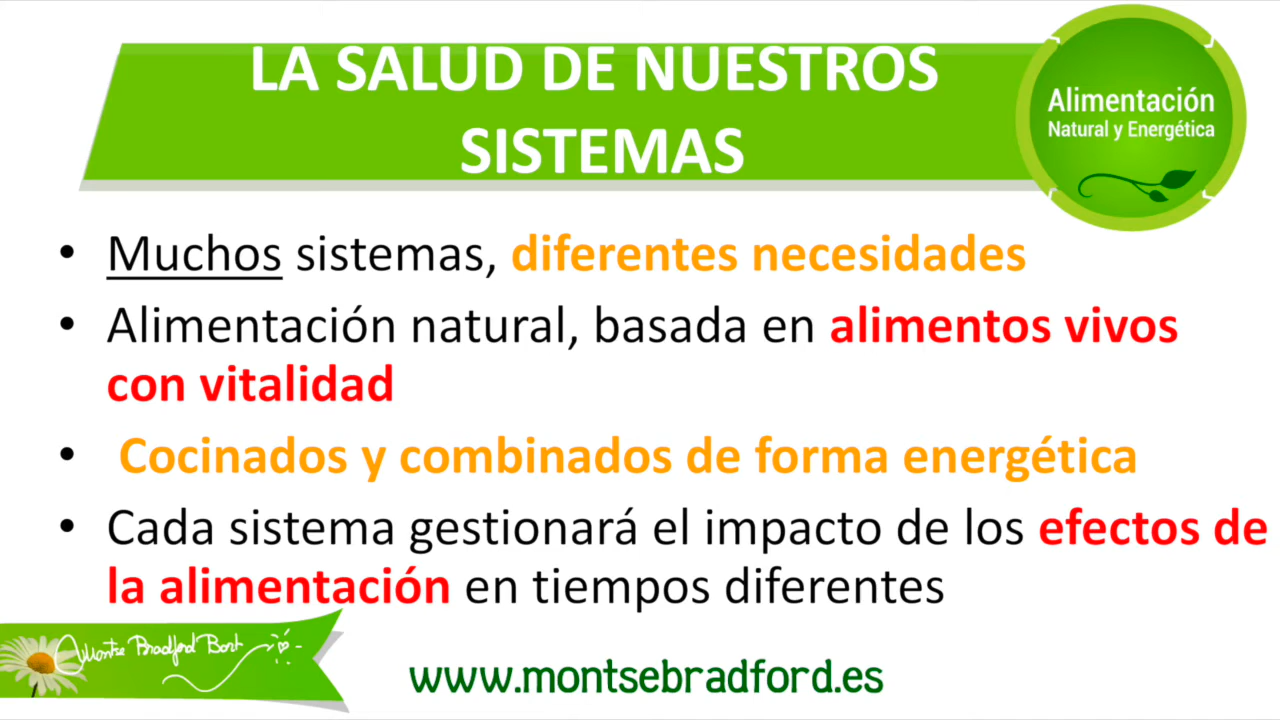 LA SALUD DE NUESTROS
SISTEMAS
Alimentación
Natural y Energética
• Muchos sistemas, diferentes necesidades
• Alimentación natural, basada en alimentos vivos
con vitalidad
• Cocinados y combinados de forma energética
• Cada sistema gestionará el impacto de los efectos de
la alimentación en tiempos diferentes
Montse Bradford Bort
www.montsebradford.es